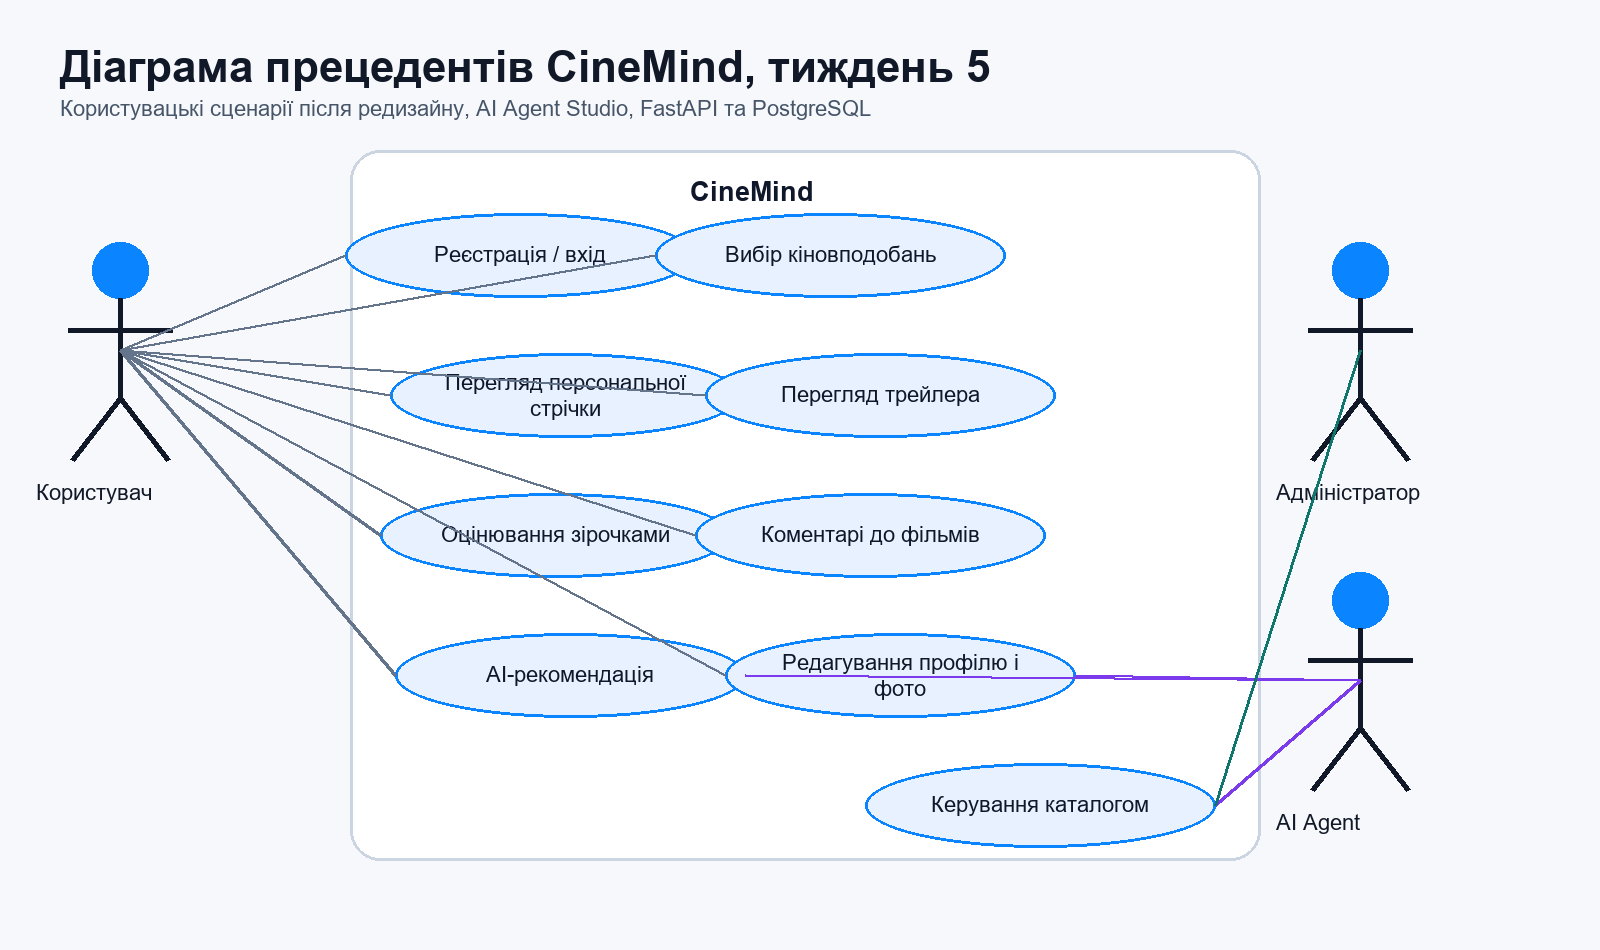 Діаграма прецедентів CineMind, тиждень 5
Користувацькі сценарії після редизайну, AI Agent Studio, FastAPI та PostgreSQL
CineMind
Реєстрація / вхід
Вибір кіновподобань
Перегляд персональної
стрічки
Перегляд трейлера
Користувач
Адміністратор
Оцінювання зірочками
Коментарі до фільмів
AI-рекомендація
Редагування профілю і
фото
Керування каталогом
AI Agent